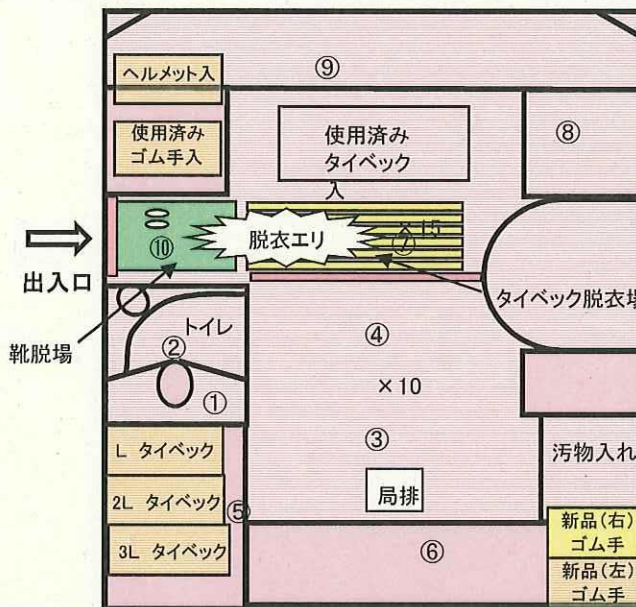 ⑨
ヘルメット入
使用済み
ゴム手入
使用済み
タイベック
入
⑧
出入口
⑩
脱衣エリ
×15
⑦
タイベック脱衣場
靴脱場
トイレ
②
①
④
×10
③
局排
L タイベック
2L タイベック
3L タイベック
⑤
⑥
汚物入れ
新品(右)
ゴム手
新品(左)
ゴム手